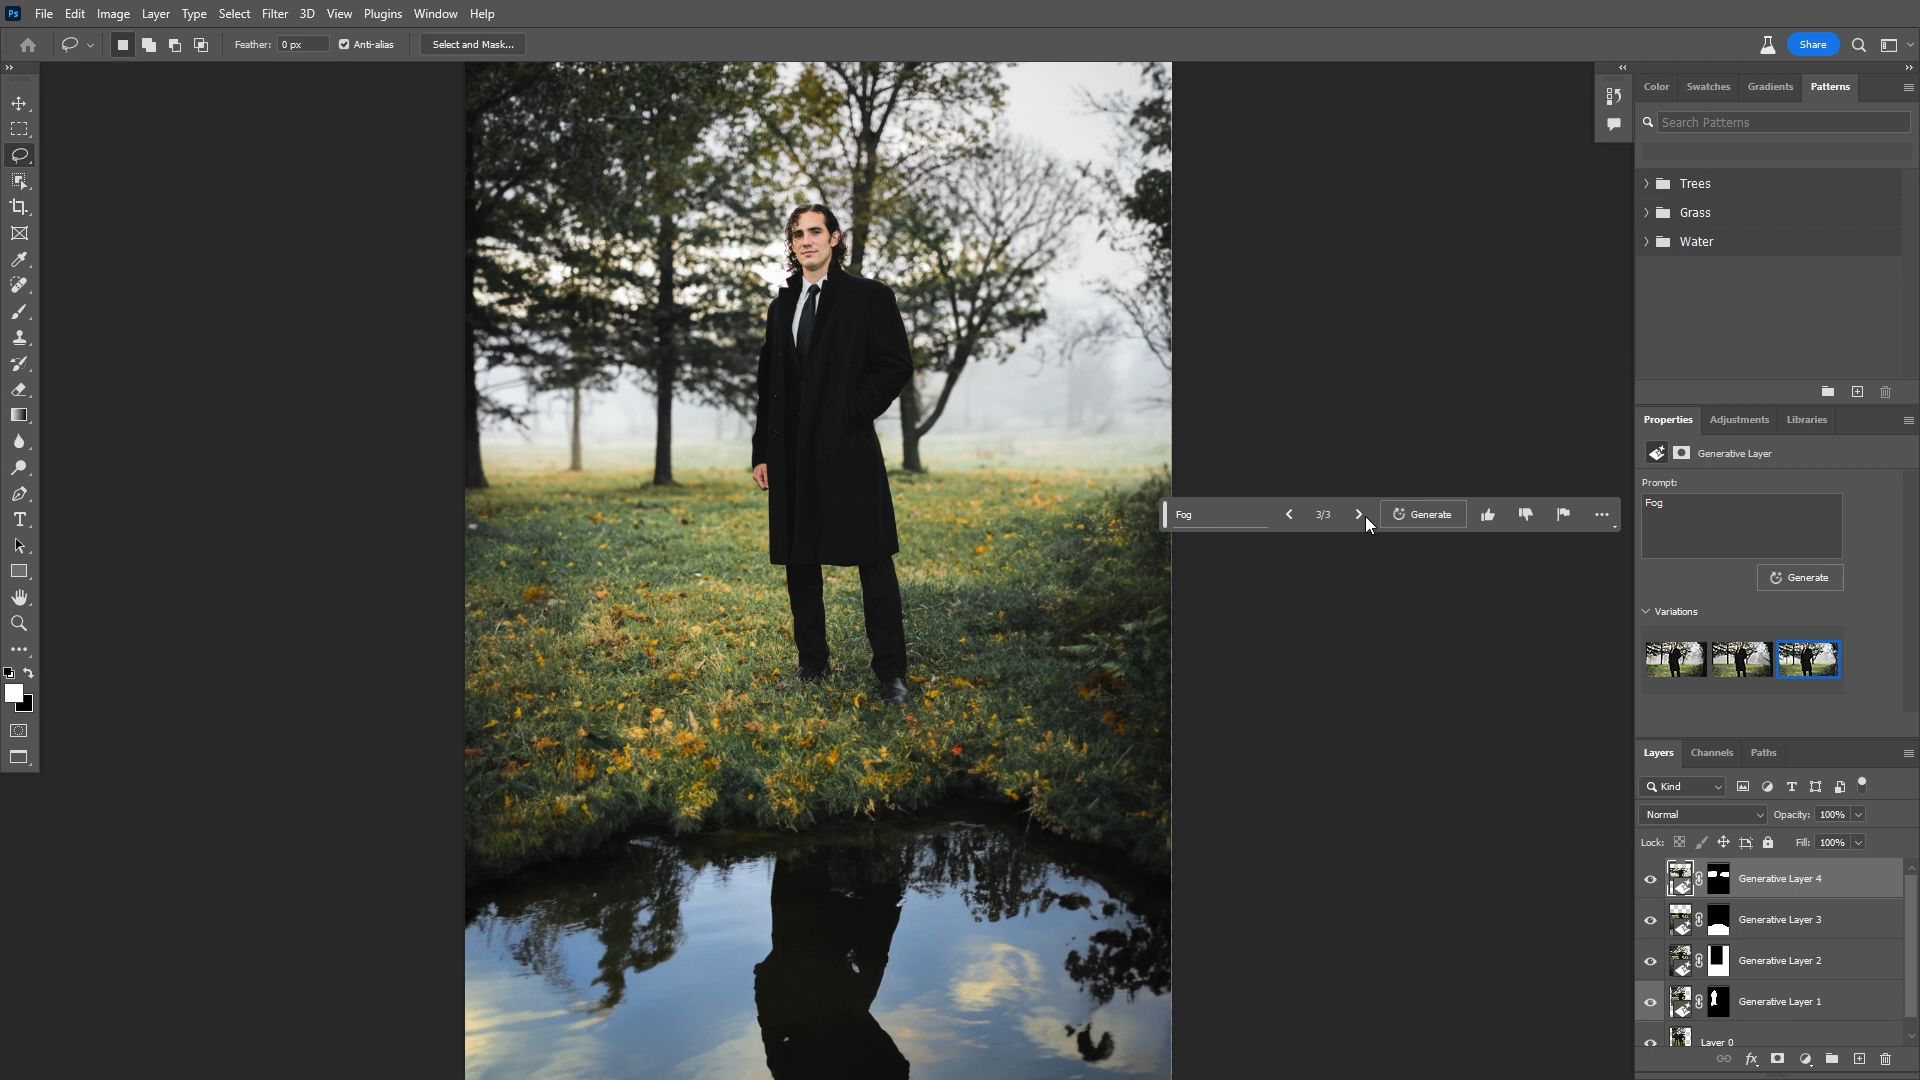 Ps File Edit Image Layer Type Select Filter 3D View Plugins Window Help
Feather: 0 px Anti-alias Select and Mask... Share
Color Swatches Gradients Patterns
Search Patterns
Trees
Grass
Water
Properties Adjustments Libraries
Generative Layer
Prompt:
Fog
Fog 3/3 Generate
Generate
Variations
Layers Channels Paths
Kind
Normal Opacity: 100%
Lock: Fill: 100%
Generative Layer 4
Generative Layer 3
Generative Layer 2
Generative Layer 1
Layer 0
fx